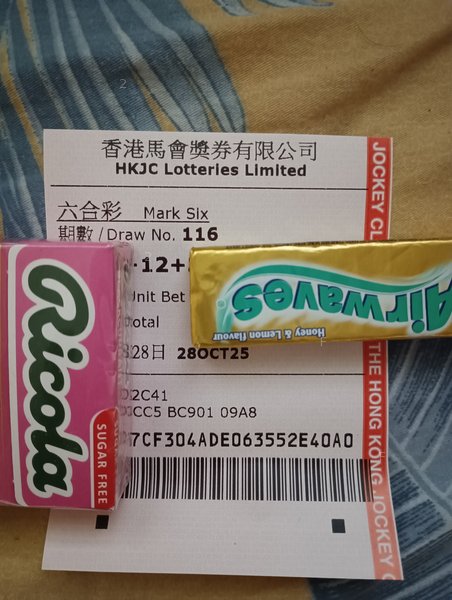 香港馬會獎券有限公司
HKJC Lotteries Limited
六合彩 Mark Six
期數/Draw No. 116
12+
Unit Bet
total
28日 28OCT25
2C41
CC5 BC901 09A8
7CF304ADE063552E40A0
JOCKEY CL
THE HONG KONG JOCKEY C
Ricola
SUGAR FREE
Airwaves
Honey & Lemon flavour